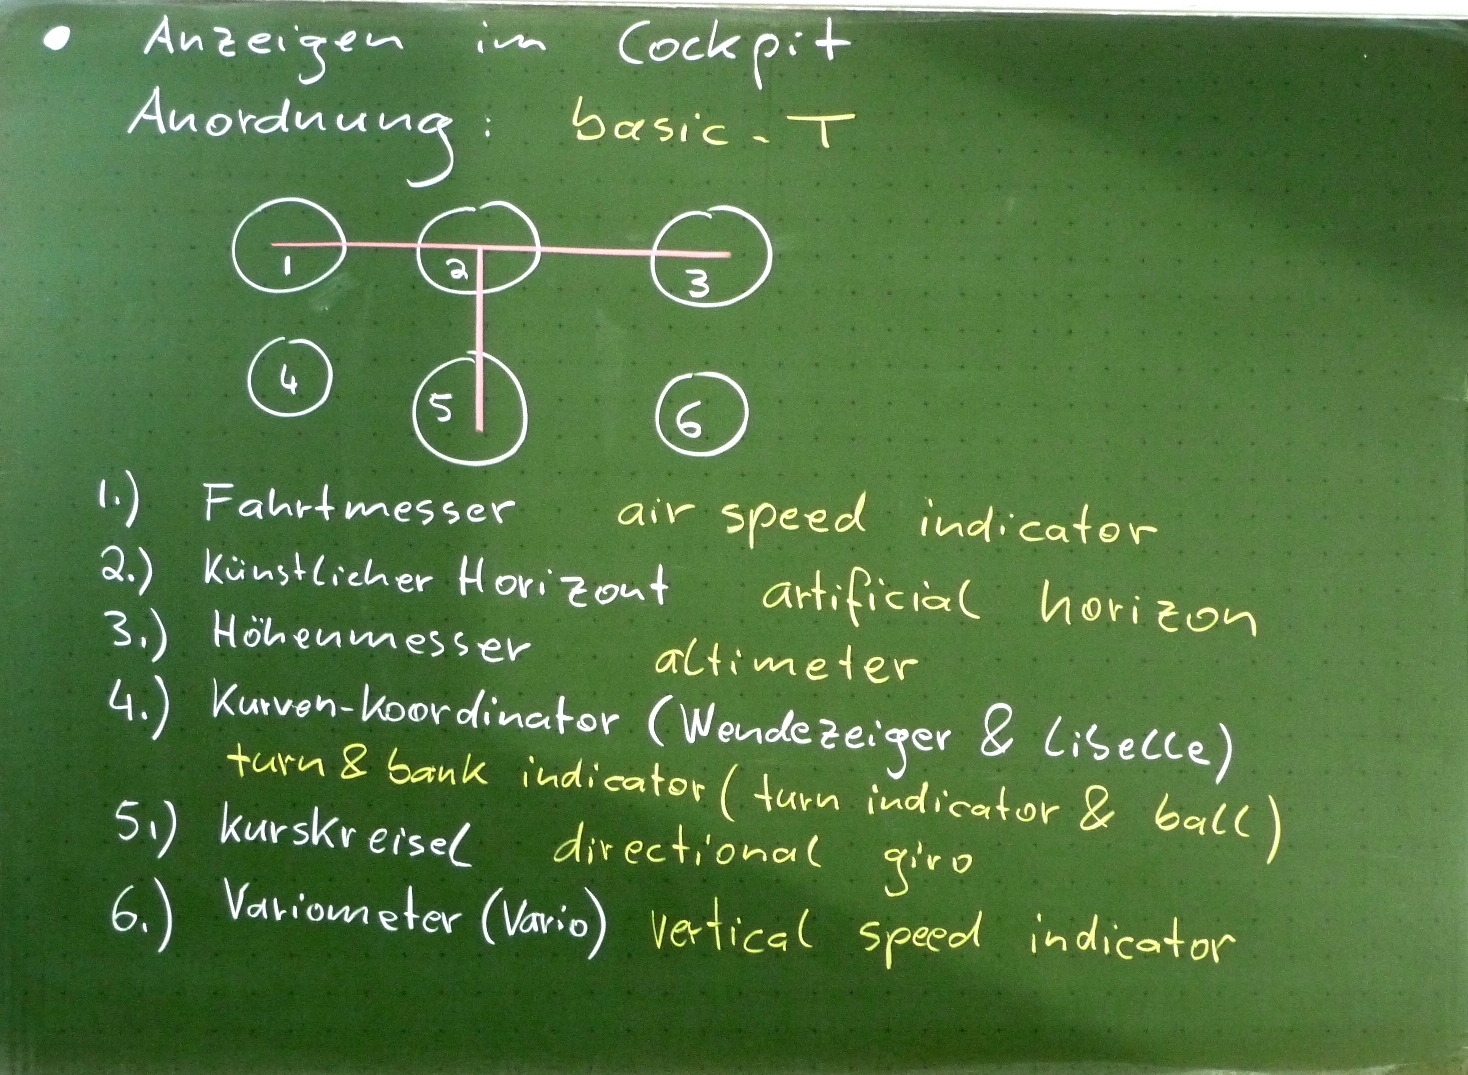 • Anzeigen im Cockpit
Anordnung: basic-T
1 2 3
4 5 6
1.) Fahrtmesser air speed indicator
2.) Künstlicher Horizont artificial horizon
3.) Höhenmesser altimeter
4.) Kurven-Koordinator (Wendezeiger & Libelle)
turn & bank indicator (turn indicator & ball)
5.) Kurskreisel directional giro
6.) Variometer (Vario) vertical speed indicator